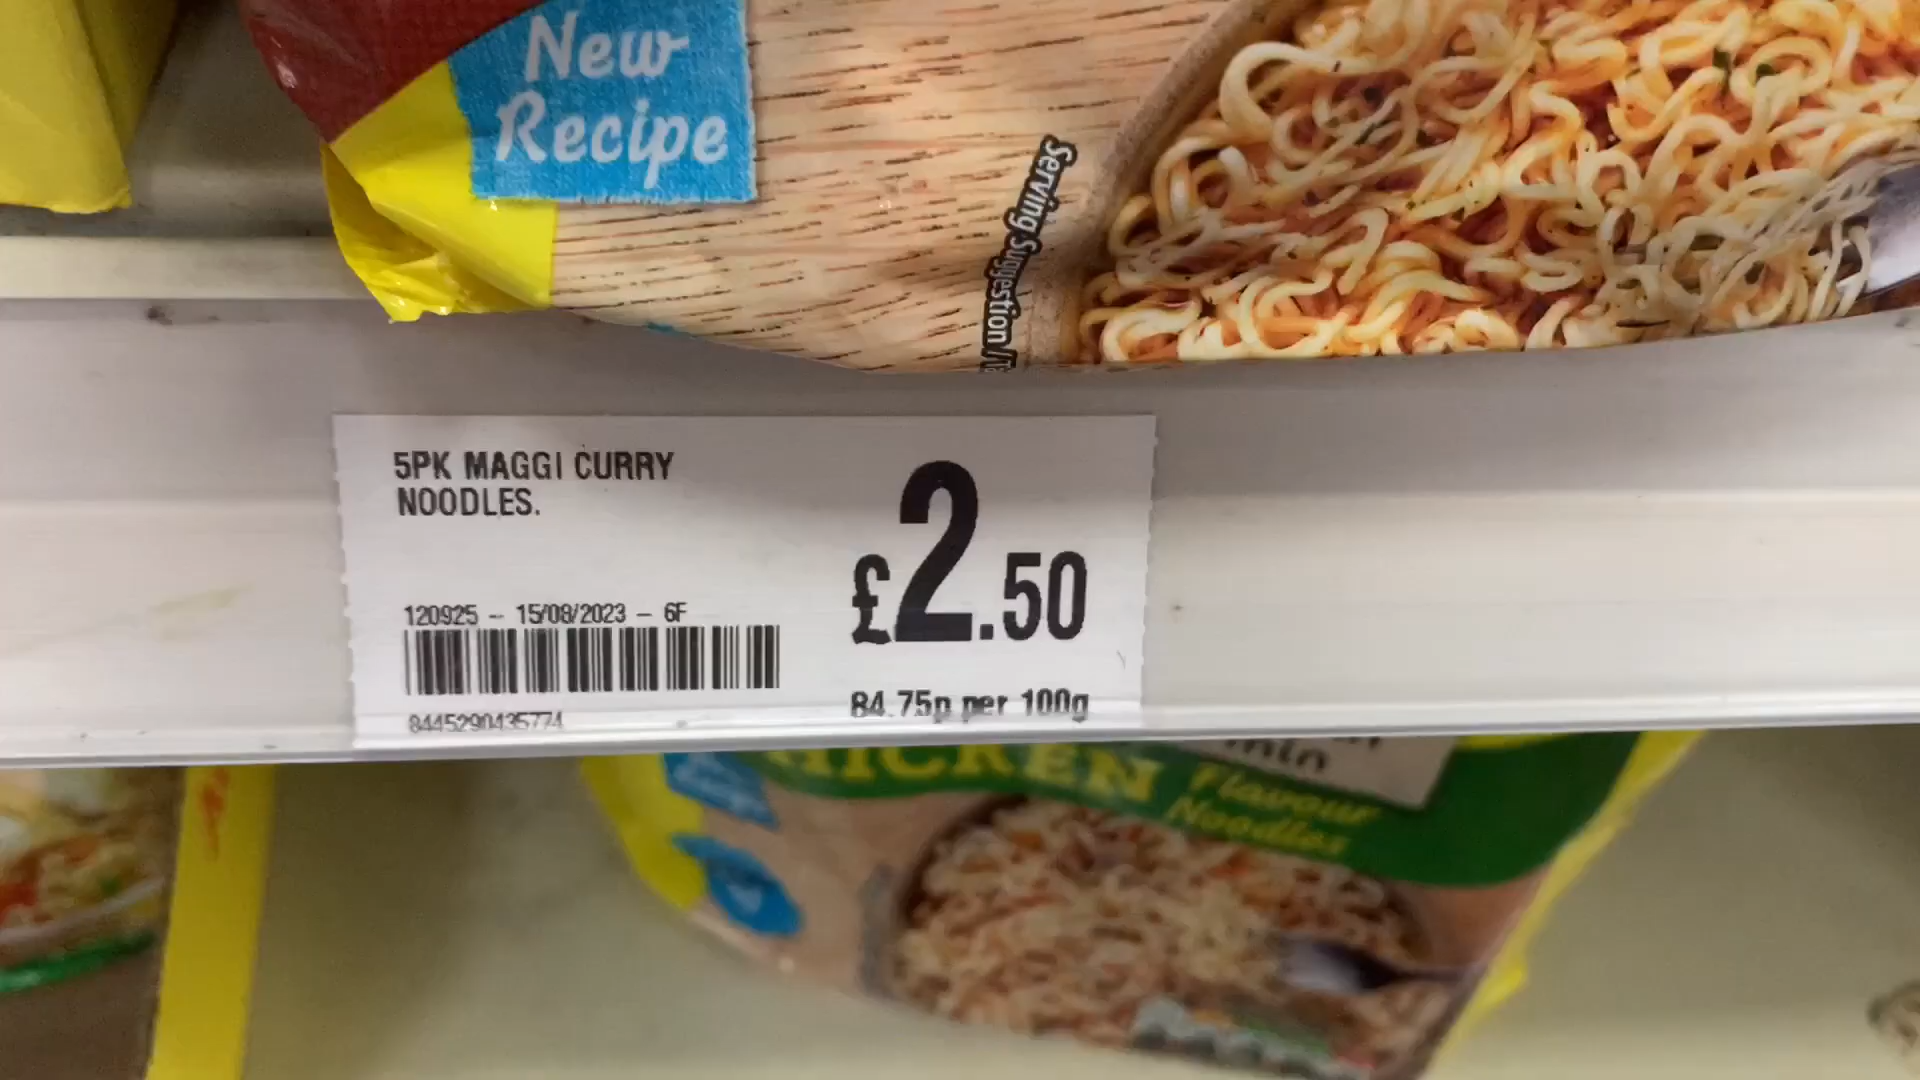 New
Recipe
Serving Suggestion
5PK MAGGI CURRY
NOODLES.
£2.50
120925 - 15/08/2023 - 6F
8445290435774
84.75p per 100g
CHICKEN
Flavour
Noodles